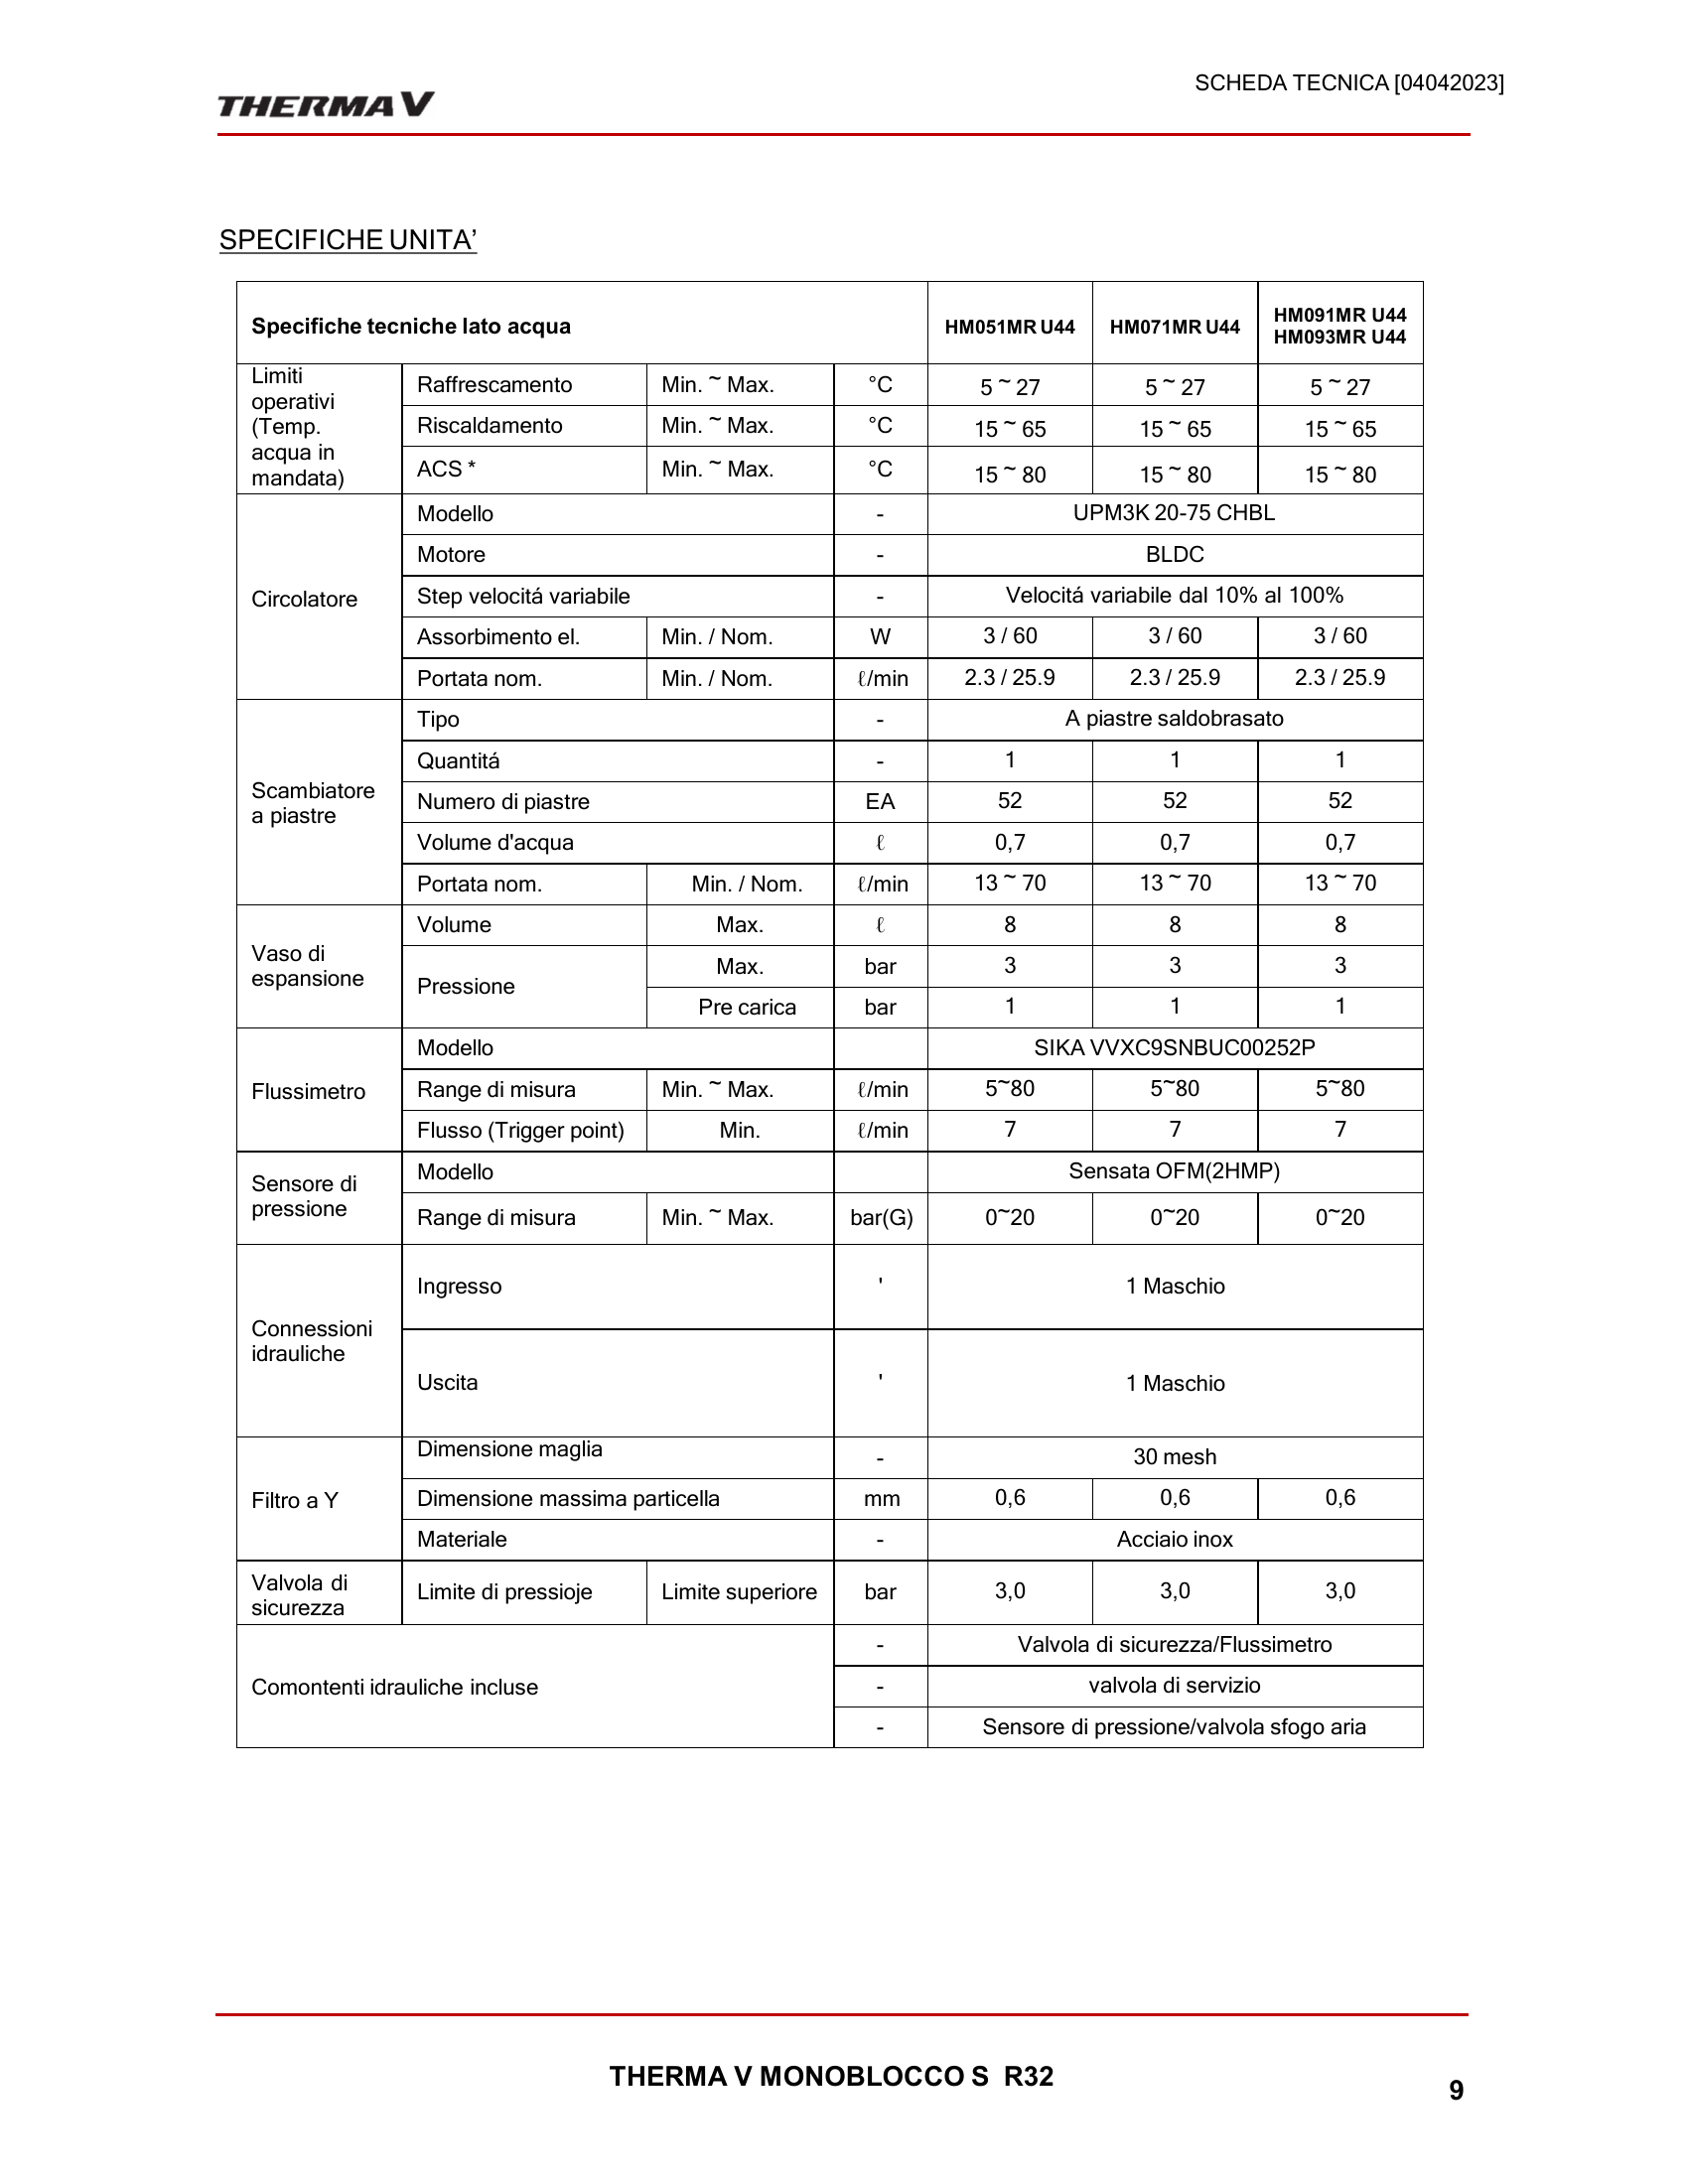 SCHEDA TECNICA [04042023]
THERMA V
SPECIFICHE UNITA’
Specifiche tecniche lato acqua HM051MR U44 HM071MR U44 HM091MR U44
HM093MR U44
Limiti
operativi
(Temp.
acqua in
mandata)
Raffrescamento Min. ~ Max. °C 5 ~ 27 5 ~ 27 5 ~ 27
Riscaldamento Min. ~ Max. °C 15 ~ 65 15 ~ 65 15 ~ 65
ACS * Min. ~ Max. °C 15 ~ 80 15 ~ 80 15 ~ 80
Circolatore
Modello - UPM3K 20-75 CHBL
Motore - BLDC
Step velocitá variabile - Velocitá variabile dal 10% al 100%
Assorbimento el. Min. / Nom. W 3 / 60 3 / 60 3 / 60
Portata nom. Min. / Nom. ℓ/min 2.3 / 25.9 2.3 / 25.9 2.3 / 25.9
Scambiatore
a piastre
Tipo - A piastre saldobrasato
Quantitá - 1 1 1
Numero di piastre EA 52 52 52
Volume d'acqua ℓ 0,7 0,7 0,7
Portata nom. Min. / Nom. ℓ/min 13 ~ 70 13 ~ 70 13 ~ 70
Vaso di
espansione
Volume Max. ℓ 8 8 8
Pressione Max. bar 3 3 3
Pre carica bar 1 1 1
Flussimetro
Modello SIKA VVXC9SNBUC00252P
Range di misura Min. ~ Max. ℓ/min 5~80 5~80 5~80
Flusso (Trigger point) Min. ℓ/min 7 7 7
Sensore di
pressione
Modello Sensata OFM(2HMP)
Range di misura Min. ~ Max. bar(G) 0~20 0~20 0~20
Connessioni
idrauliche
Ingresso ' 1 Maschio
Uscita ' 1 Maschio
Filtro a Y
Dimensione maglia - 30 mesh
Dimensione massima particella mm 0,6 0,6 0,6
Materiale - Acciaio inox
Valvola di
sicurezza
Limite di pressioje Limite superiore bar 3,0 3,0 3,0
Comontenti idrauliche incluse
- Valvola di sicurezza/Flussimetro
- valvola di servizio
- Sensore di pressione/valvola sfogo aria
THERMA V MONOBLOCCO S R32
9